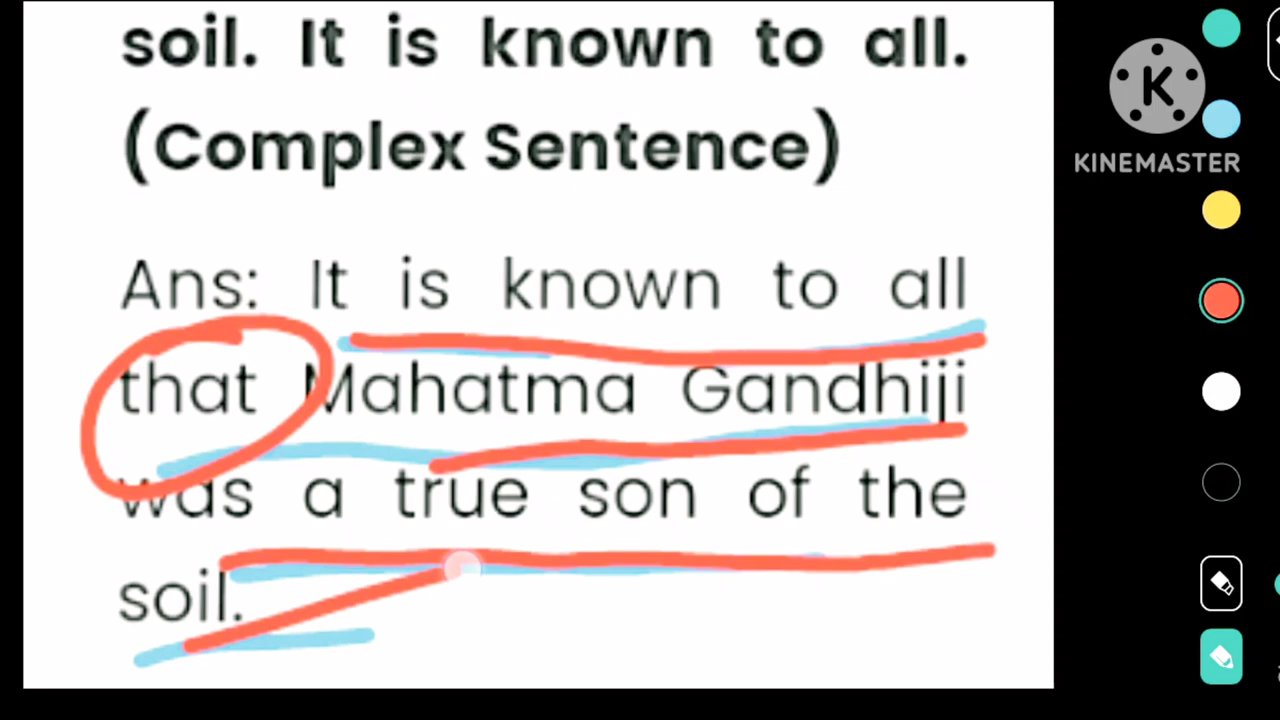 soil. It is known to all.
(Complex Sentence)
Ans: It is known to all
that Mahatma Gandhiji
was a true son of the
soil.
K
KINEMASTER